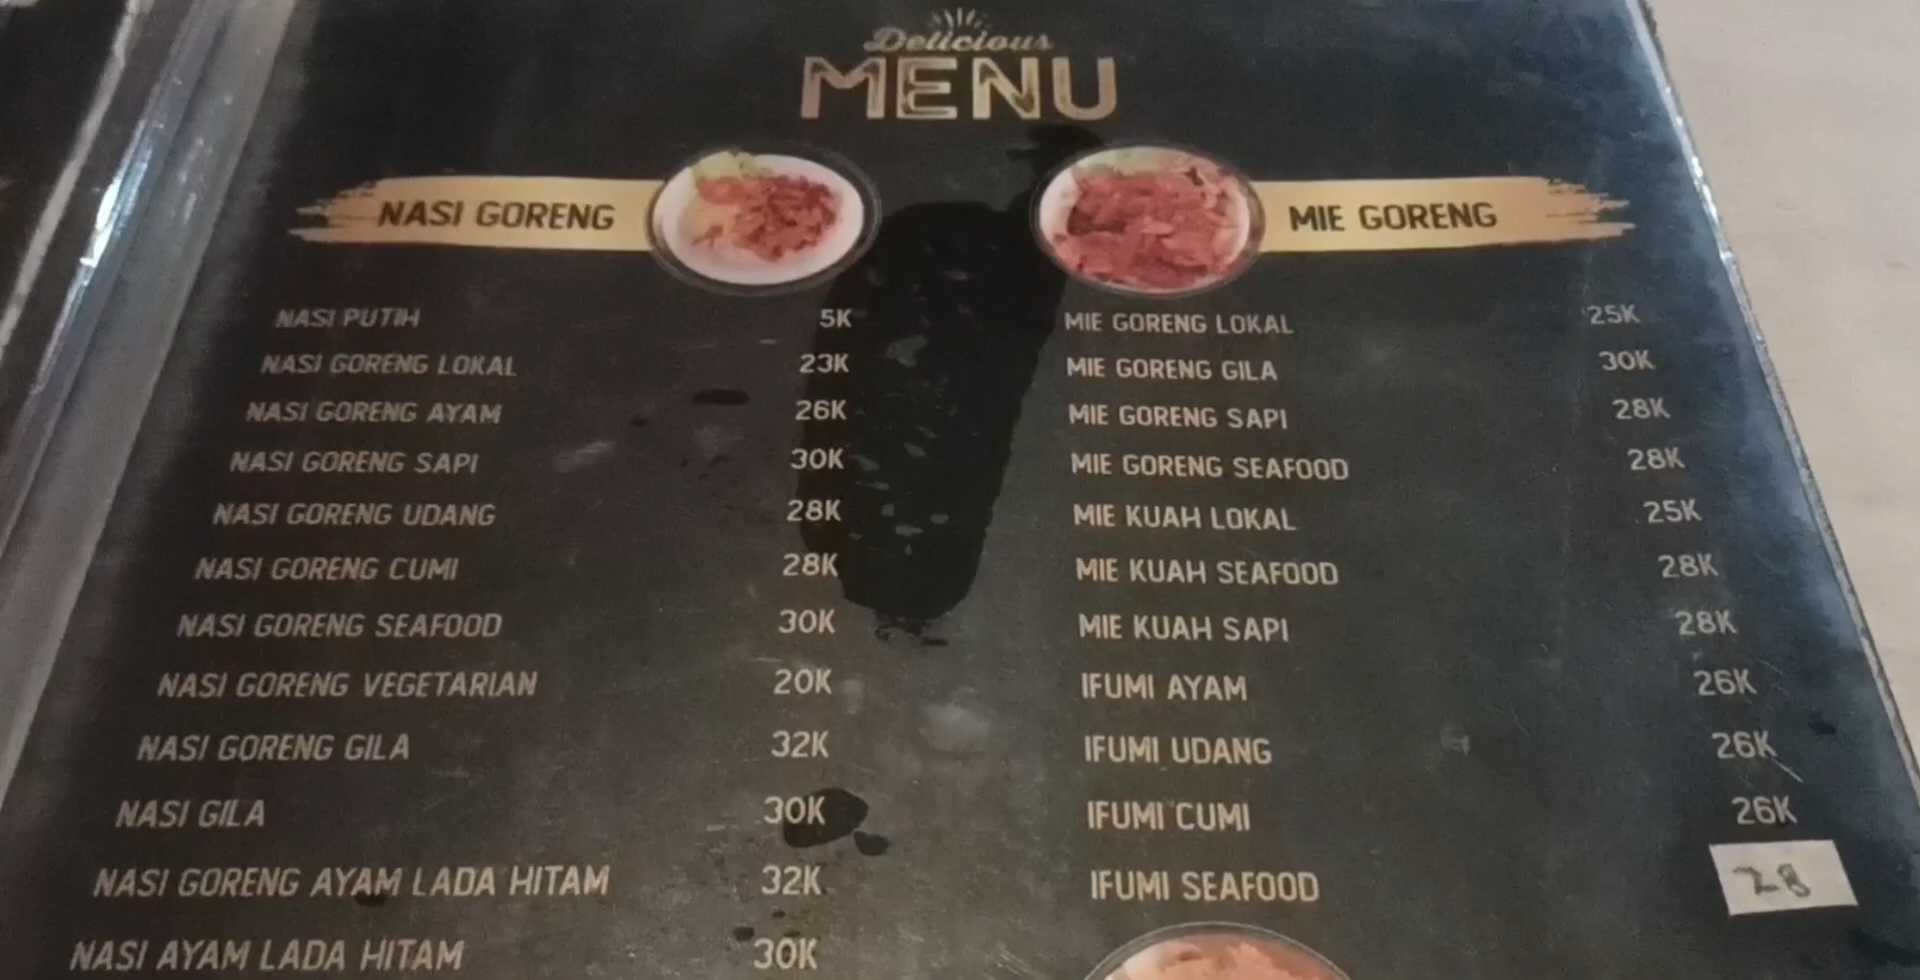 Delicious
MENU
NASI GORENG
NASI PUTIH 5K
NASI GORENG LOKAL 23K
NASI GORENG AYAM 26K
NASI GORENG SAPI 30K
NASI GORENG UDANG 28K
NASI GORENG CUMI 28K
NASI GORENG SEAFOOD 30K
NASI GORENG VEGETARIAN 20K
NASI GORENG GILA 32K
NASI GILA 30K
NASI GORENG AYAM LADA HITAM 32K
NASI AYAM LADA HITAM 30K
MIE GORENG
MIE GORENG LOKAL 25K
MIE GORENG GILA 30K
MIE GORENG SAPI 28K
MIE GORENG SEAFOOD 28K
MIE KUAH LOKAL 25K
MIE KUAH SEAFOOD 28K
MIE KUAH SAPI 28K
IFUMI AYAM 26K
IFUMI UDANG 26K
IFUMI CUMI 26K
IFUMI SEAFOOD 28